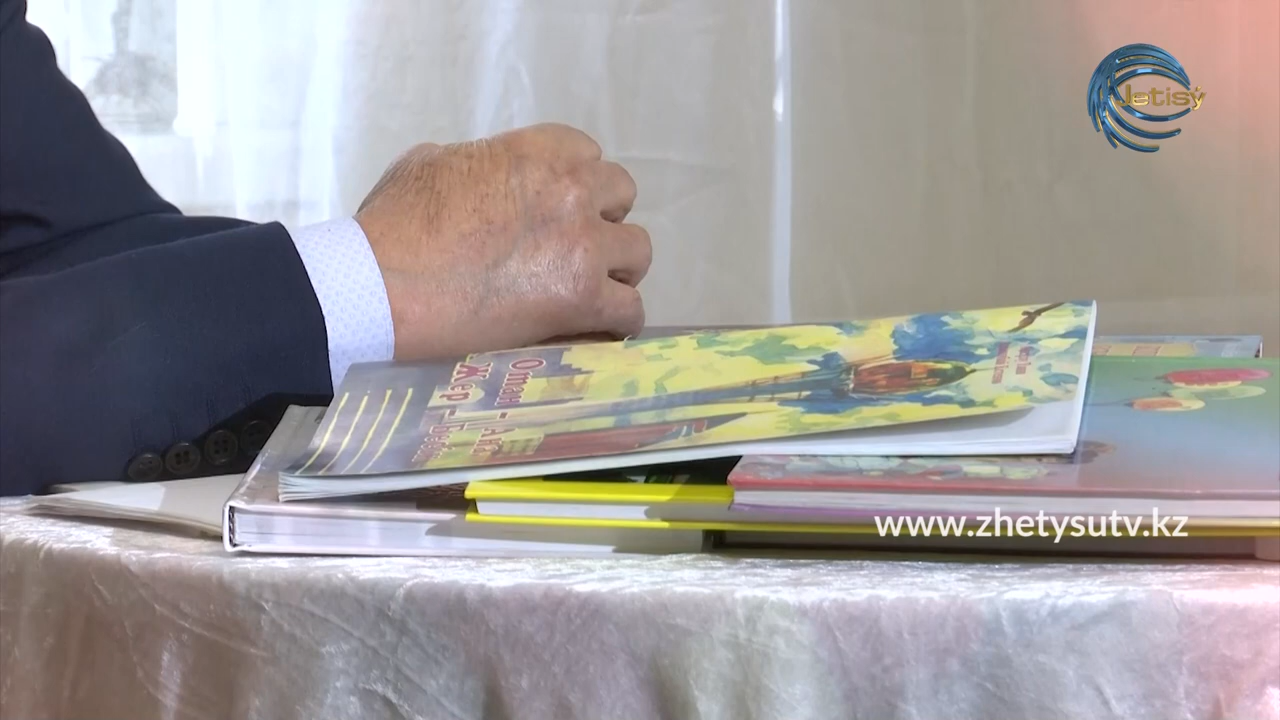 Jetisý
Отан – Ана
Жер – Бесік
www.zhetysutv.kz